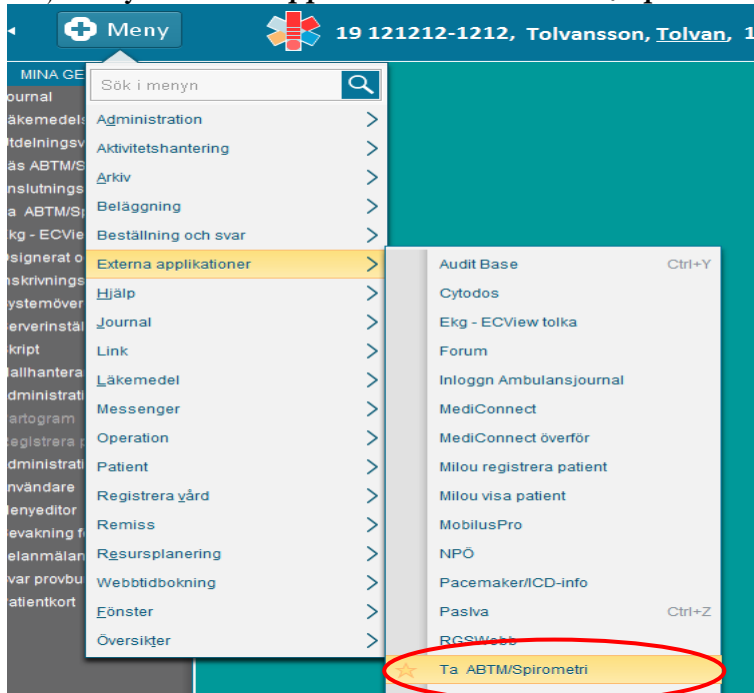 Meny
19 121212-1212, Tolvansson, Tolvan, 1
MINA GE
Sök i menyn
ournal
äkemedels
Administration
tdelningsv
Aktivitetshantering
äs ABTM/S
Arkiv
nslutnings
a ABTM/Sp
Beläggning
kg - ECVie
Beställning och svar
signerat o
Externa applikationer
nskrivnings
Hjälp
ystemöver
Journal
erverinstäl
kript
Link
allhantera
Läkemedel
dministrati
Messenger
artogram
Operation
egistrera p
dministrati
Patient
nvändare
Registrera vård
enyeditor
Remiss
evakning f
elanmälan
Resursplanering
var provbu
Webbtidbokning
atientkort
Fönster
Översikter
Audit Base Ctrl+Y
Cytodos
Ekg - ECView tolka
Forum
Inloggn Ambulansjournal
MediConnect
MediConnect överför
Milou registrera patient
Milou visa patient
MobilusPro
NPÖ
Pacemaker/ICD-info
PasIva Ctrl+Z
RGSWebb
Ta ABTM/Spirometri